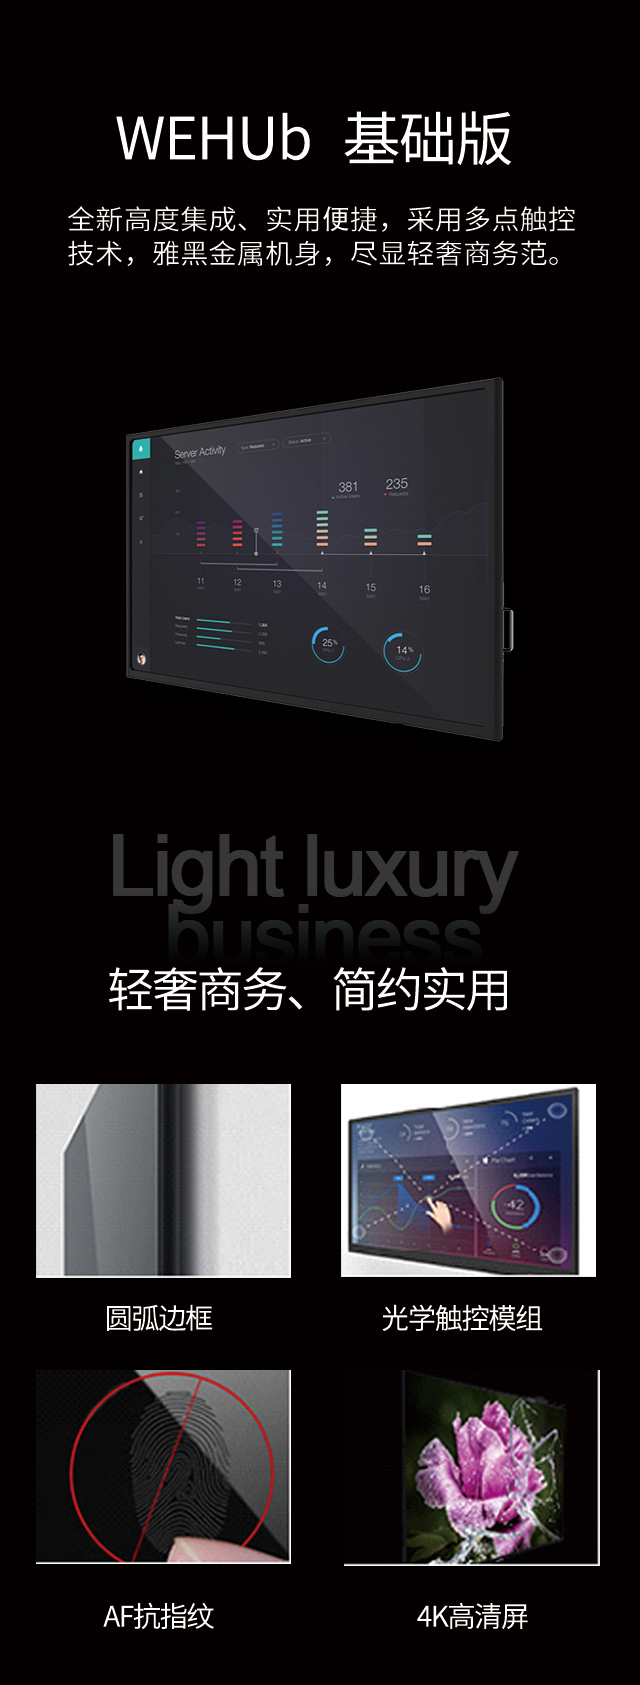 WEHUb 基础版
全新高度集成、实用便捷，采用多点触控
技术，雅黑金属机身，尽显轻奢商务范。
Server Activity
381
235
Active Users
Requests
11
12
13
14
15
16
25%
14%
Light luxury
business
轻奢商务、简约实用
圆弧边框
光学触控模组
AF抗指纹
4K高清屏